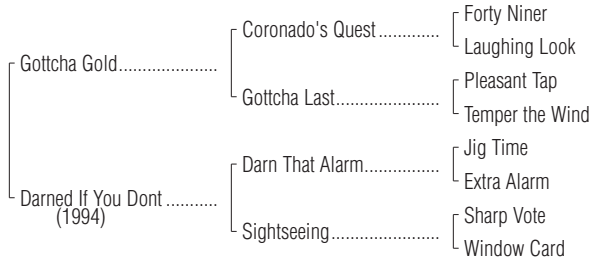 Forty Niner
Coronado's Quest.............
Laughing Look
Gottcha Gold.....................
Pleasant Tap
Gottcha Last......................
Temper the Wind
Jig Time
Darn That Alarm................
Extra Alarm
Darned If You Dont ...........
(1994)
Sharp Vote
Sightseeing.......................
Window Card